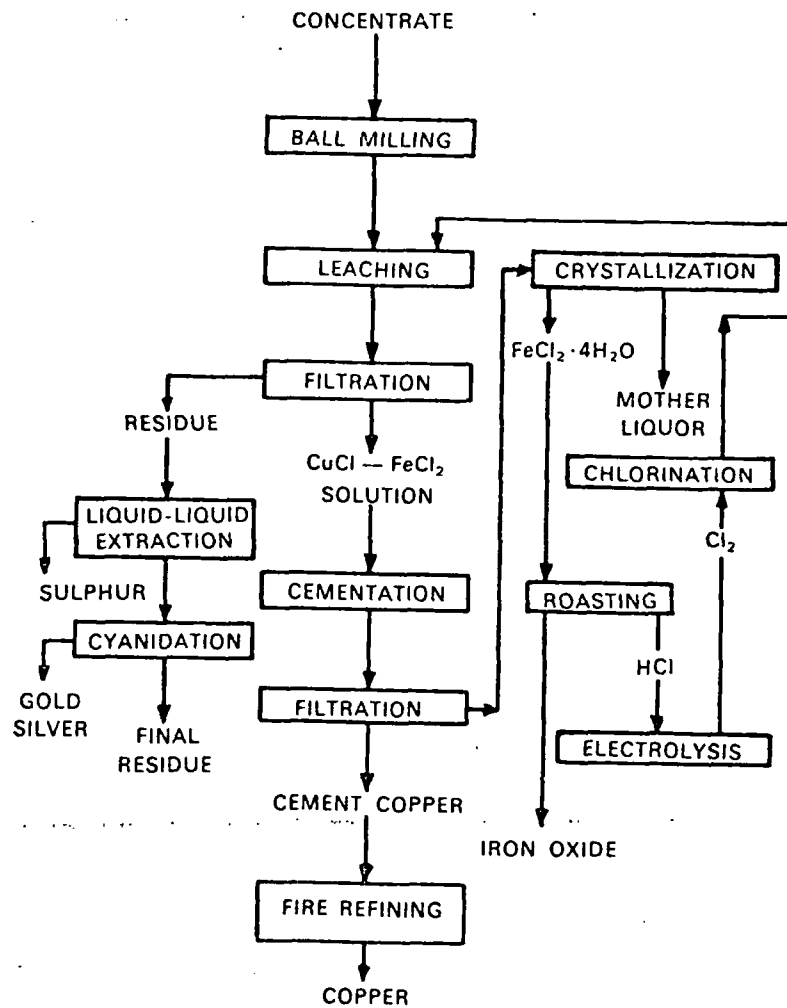 CONCENTRATE
BALL MILLING
LEACHING
CRYSTALLIZATION
FeCl₂·4H₂O
MOTHER
LIQUOR
FILTRATION
RESIDUE
CuCl — FeCl₂
SOLUTION
CHLORINATION
Cl₂
LIQUID-LIQUID
EXTRACTION
SULPHUR
CEMENTATION
ROASTING
CYANIDATION
HCl
GOLD
SILVER
FINAL
RESIDUE
FILTRATION
ELECTROLYSIS
CEMENT COPPER
IRON OXIDE
FIRE REFINING
COPPER